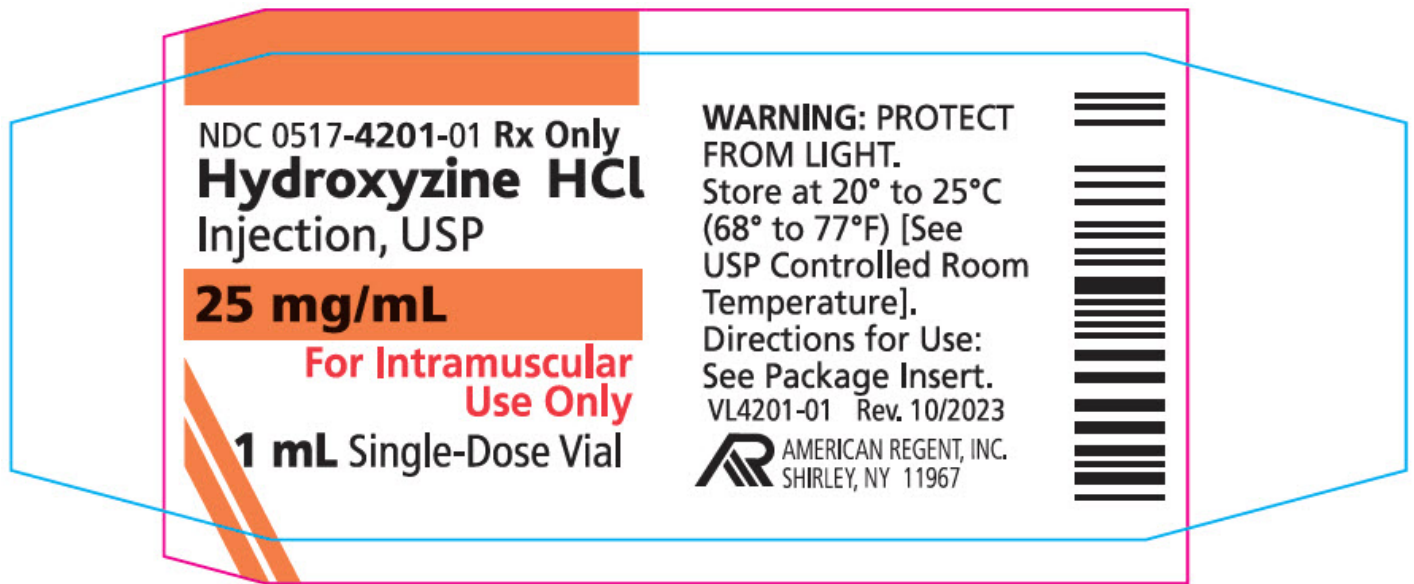 NDC 0517-4201-01 Rx Only
Hydroxyzine HCl
Injection, USP
25 mg/mL
For Intramuscular
Use Only
1 mL Single-Dose Vial
WARNING: PROTECT
FROM LIGHT.
Store at 20° to 25°C
(68° to 77°F) [See
USP Controlled Room
Temperature].
Directions for Use:
See Package Insert.
VL4201-01 Rev. 10/2023
AR AMERICAN REGENT, INC.
SHIRLEY, NY 11967